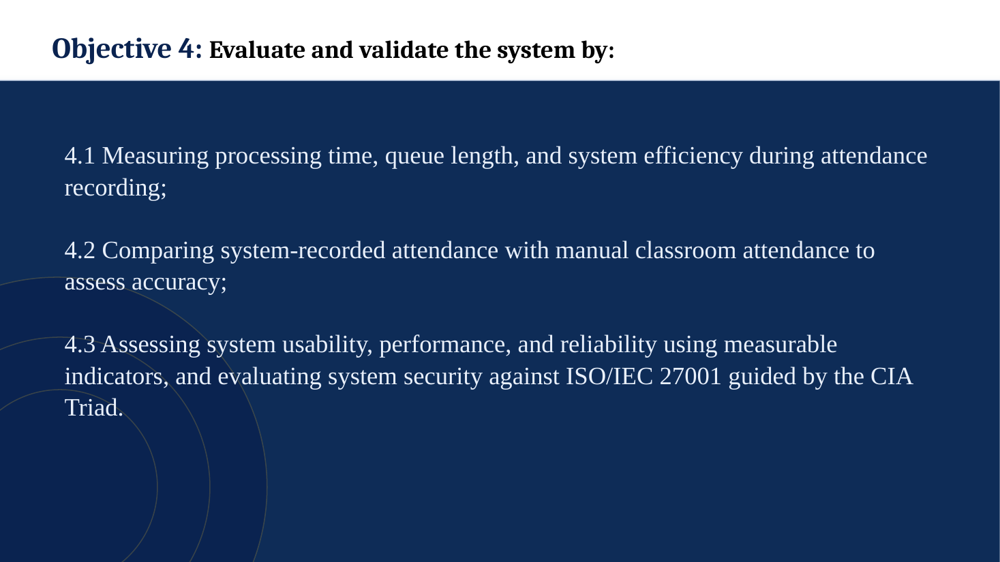 Objective 4: Evaluate and validate the system by:
4.1 Measuring processing time, queue length, and system efficiency during attendance
recording;
4.2 Comparing system-recorded attendance with manual classroom attendance to
assess accuracy;
4.3 Assessing system usability, performance, and reliability using measurable
indicators, and evaluating system security against ISO/IEC 27001 guided by the CIA
Triad.